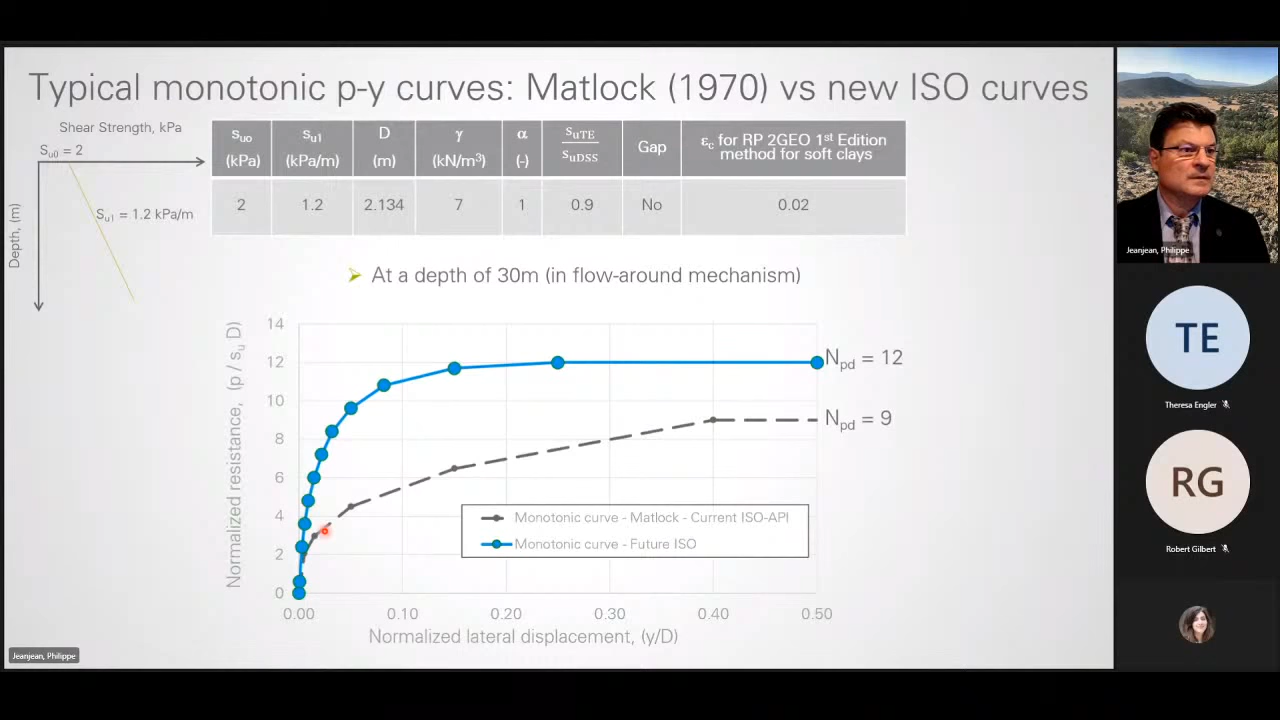 Typical monotonic p-y curves: Matlock (1970) vs new ISO curves
Shear Strength, kPa
Su0 = 2
Su1 = 1.2 kPa/m
Depth, (m)
suo (kPa) su1 (kPa/m) D (m) γ (kN/m³) α (-) suTE/suDSS Gap εc for RP 2GEO 1st Edition method for soft clays
2 1.2 2.134 7 1 0.9 No 0.02
➢ At a depth of 30m (in flow-around mechanism)
Normalized resistance, (p / su D)
14
12
10
8
6
4
2
0
Npd = 12
Npd = 9
Monotonic curve - Matlock - Current ISO-API
Monotonic curve - Future ISO
0.00 0.10 0.20 0.30 0.40 0.50
Normalized lateral displacement, (y/D)
Jeanjean, Philippe
Jeanjean, Philippe
TE
Theresa Engler
RG
Robert Gilbert